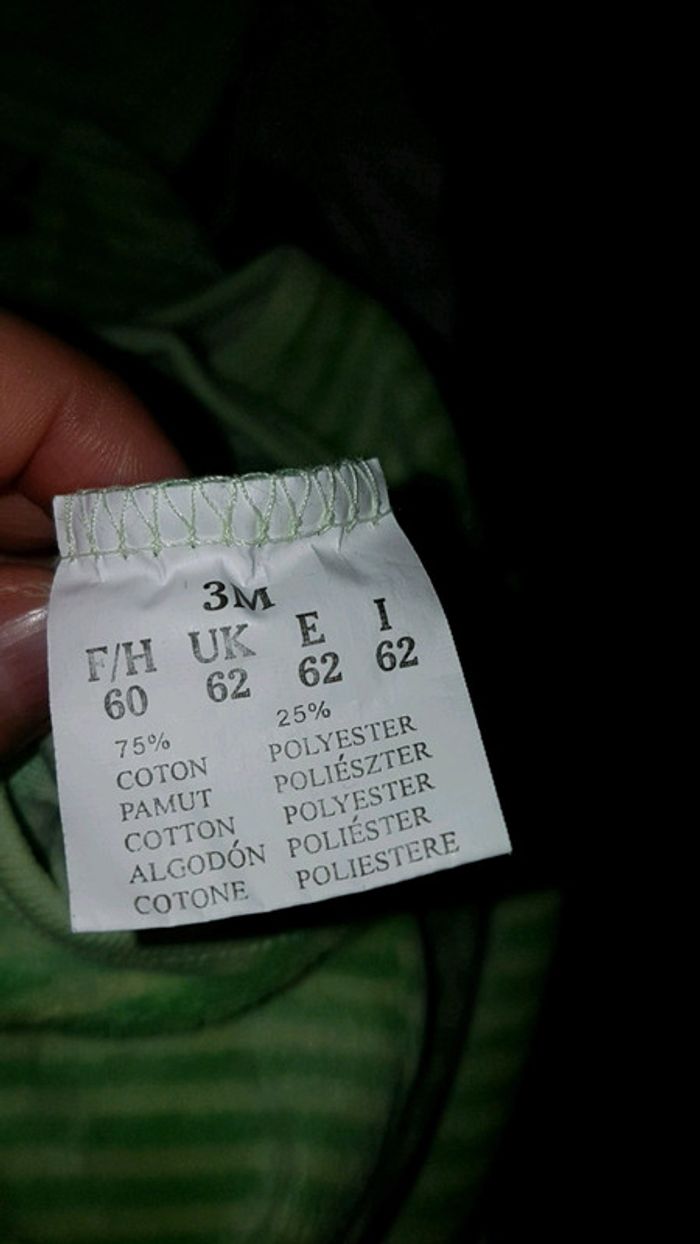 3M
F/H UK E I
60 62 62 62
75% 25%
COTON POLYESTER
PAMUT POLIÉSZTER
COTTON POLYESTER
ALGODÓN POLIÉSTER
COTONE POLIESTERE